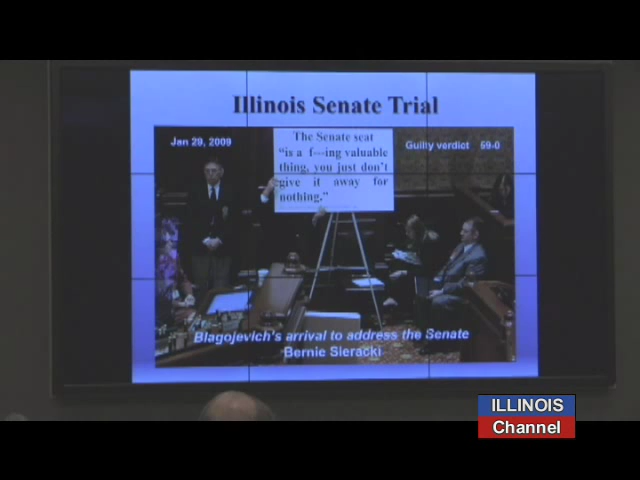 Illinois Senate Trial
Jan 29, 2009
The Senate seat
"is a f---ing valuable
thing, you just don't
give it away for
nothing."
Guilty verdict 59-0
Blagojevich's arrival to address the Senate
Bernie Sieracki
ILLINOIS
Channel